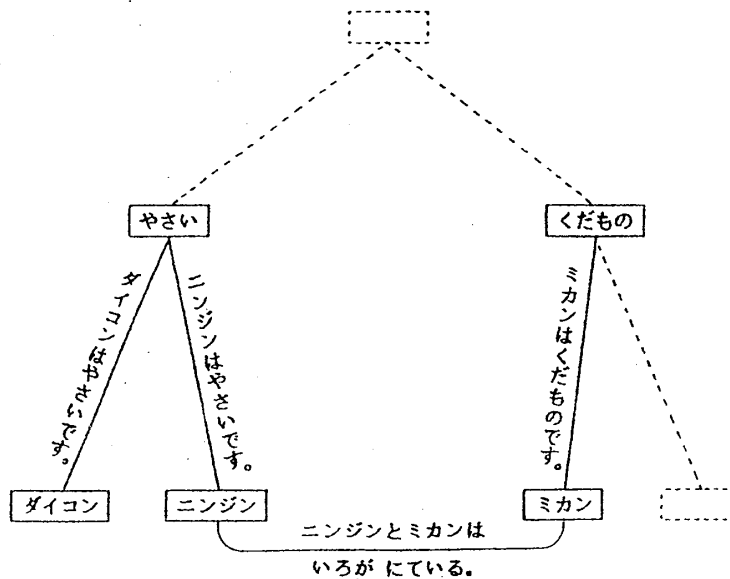 やさい
くだもの
ダイコンはやさいです。
ニンジンはやさいです。
ミカンはくだものです。
ダイコン
ニンジン
ミカン
ニンジンとミカンは
いろが にている。